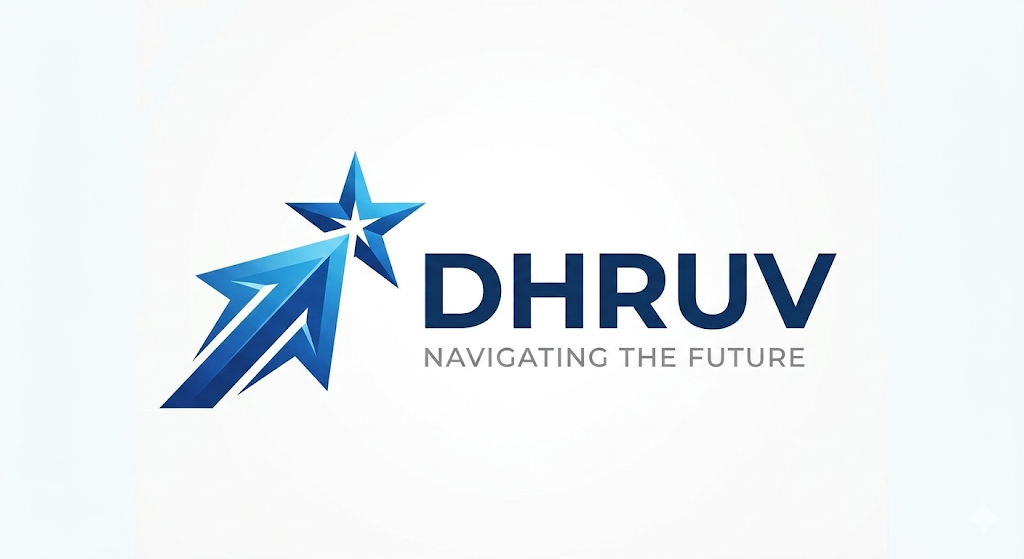 DHRUV
NAVIGATING THE FUTURE